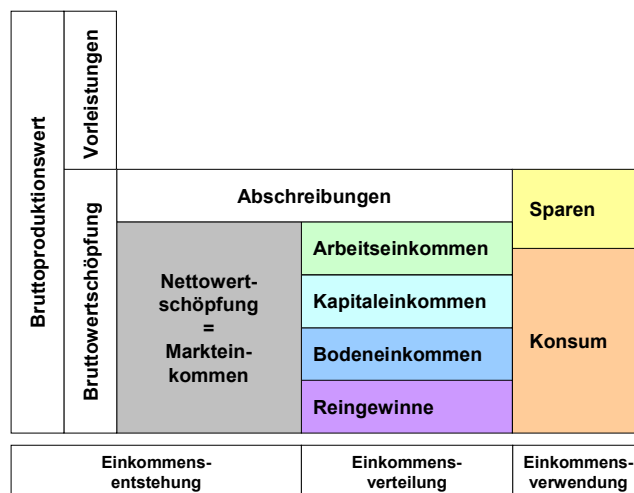 Bruttoproduktionswert
Vorleistungen
Bruttowertschöpfung
Abschreibungen
Nettowert-
schöpfung
=
Marktein-
kommen
Arbeitseinkommen
Kapitaleinkommen
Bodeneinkommen
Reingewinne
Sparen
Konsum
Einkommens-
entstehung
Einkommens-
verteilung
Einkommens-
verwendung